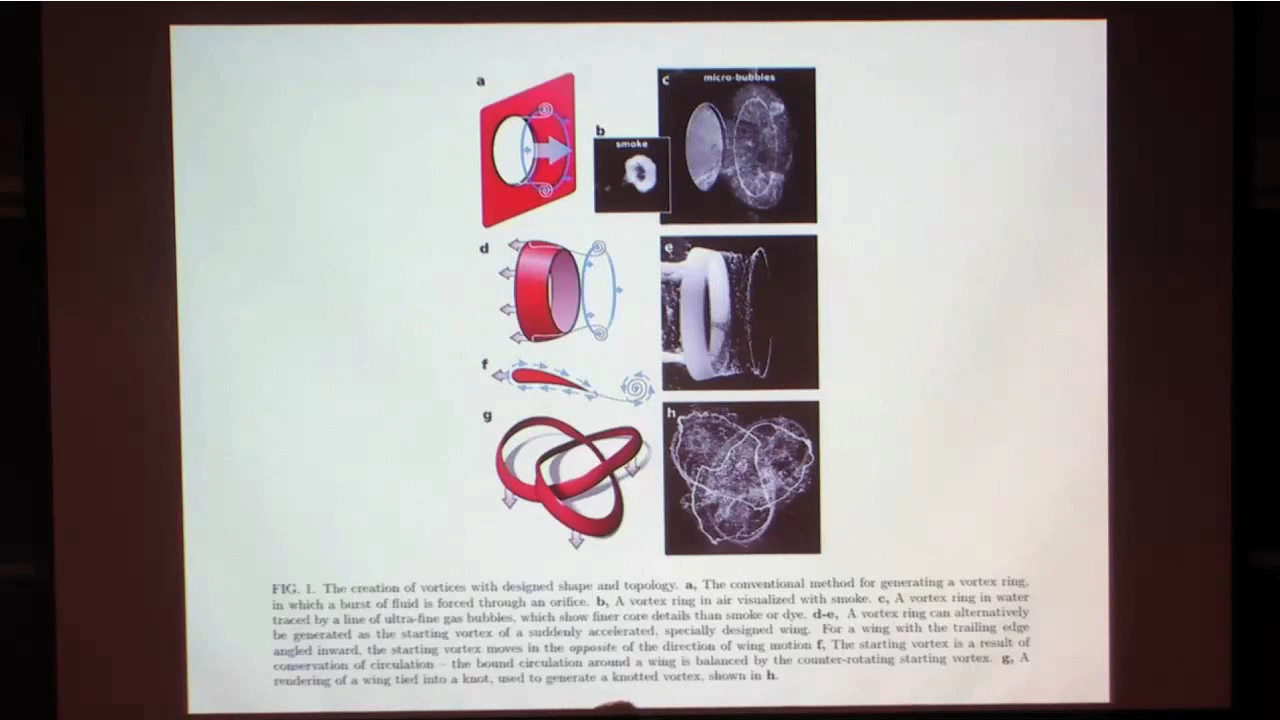 a
c
micro-bubbles
b
smoke
d
e
f
g
h
FIG. 1. The creation of vortices with designed shape and topology. a, The conventional method for generating a vortex ring,
in which a burst of fluid is forced through an orifice. b, A vortex ring in air visualized with smoke. c, A vortex ring in water
traced by a line of ultra-fine gas bubbles, which show finer core details than smoke or dye. d-e, A vortex ring can alternatively
be generated as the starting vortex of a suddenly accelerated, specially designed wing. For a wing with the trailing edge
angled inward, the starting vortex moves in the opposite of the direction of wing motion f, The starting vortex is a result of
conservation of circulation – the bound circulation around a wing is balanced by the counter-rotating starting vortex. g, A
rendering of a wing tied into a knot, used to generate a knotted vortex, shown in h.